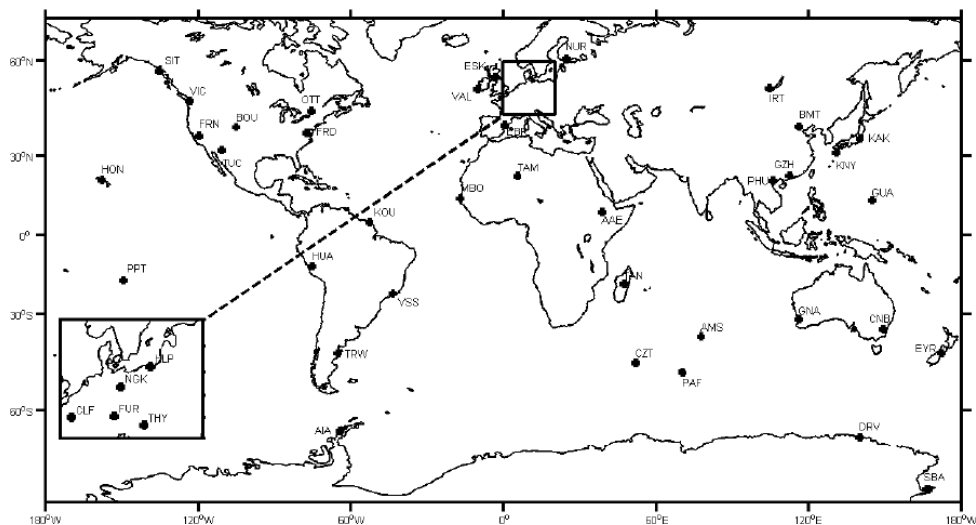 60°N
30°N
0°
30°S
60°S
SIT
VIC
FRN
BOU
TUC
OTT
FRD
HON
PPT
KOU
HUA
VSS
TRW
AIA
ESK
VAL
NUR
EBR
TAM
MBO
AAE
TAN
IRT
BMT
KAK
KNY
GZH
PHU
GUA
GNA
CNB
EYR
AMS
CZT
PAF
DRV
SBA
HLP
NGK
CLF
FUR
THY
180°W
120°W
60°W
0°
60°E
120°E
180°W